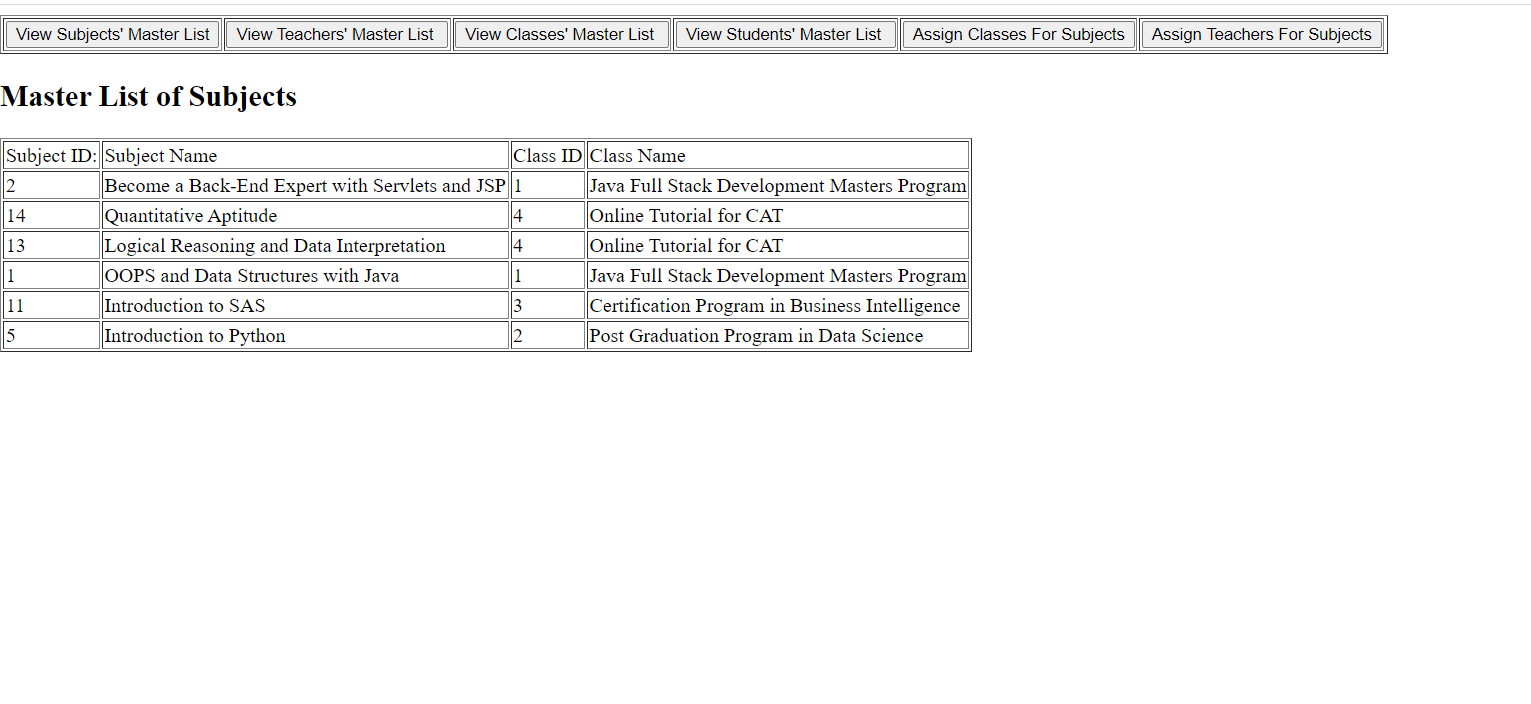 View Subjects' Master List View Teachers' Master List View Classes' Master List View Students' Master List Assign Classes For Subjects Assign Teachers For Subjects
Master List of Subjects
Subject ID: Subject Name Class ID Class Name
2 Become a Back-End Expert with Servlets and JSP 1 Java Full Stack Development Masters Program
14 Quantitative Aptitude 4 Online Tutorial for CAT
13 Logical Reasoning and Data Interpretation 4 Online Tutorial for CAT
1 OOPS and Data Structures with Java 1 Java Full Stack Development Masters Program
11 Introduction to SAS 3 Certification Program in Business Intelligence
5 Introduction to Python 2 Post Graduation Program in Data Science